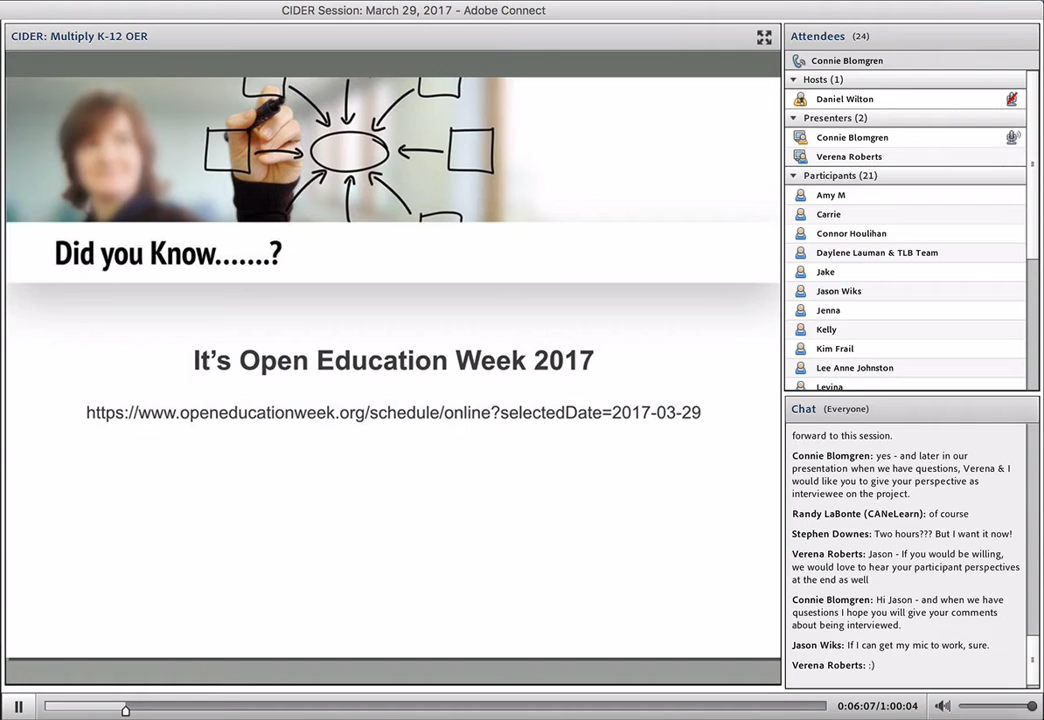 CIDER Session: March 29, 2017 - Adobe Connect
CIDER: Multiply K-12 OER
Did you Know.......?
It's Open Education Week 2017
https://www.openeducationweek.org/schedule/online?selectedDate=2017-03-29
Attendees (24)
Connie Blomgren
Hosts (1)
Daniel Wilton
Presenters (2)
Connie Blomgren
Verena Roberts
Participants (21)
Amy M
Carrie
Connor Houlihan
Daylene Lauman & TLB Team
Jake
Jason Wiks
Jenna
Kelly
Kim Frail
Lee Anne Johnston
Levina
Chat (Everyone)
forward to this session.
Connie Blomgren: yes - and later in our
presentation when we have questions, Verena & I
would like you to give your perspective as
interviewee on the project.
Randy LaBonte (CANeLearn): of course
Stephen Downes: Two hours??? But I want it now!
Verena Roberts: Jason - If you would be willing,
we would love to hear your participant perspectives
at the end as well
Connie Blomgren: Hi Jason - and when we have
qusestions I hope you will give your comments
about being interviewed.
Jason Wiks: If I can get my mic to work, sure.
Verena Roberts: :)
0:06:07/1:00:04